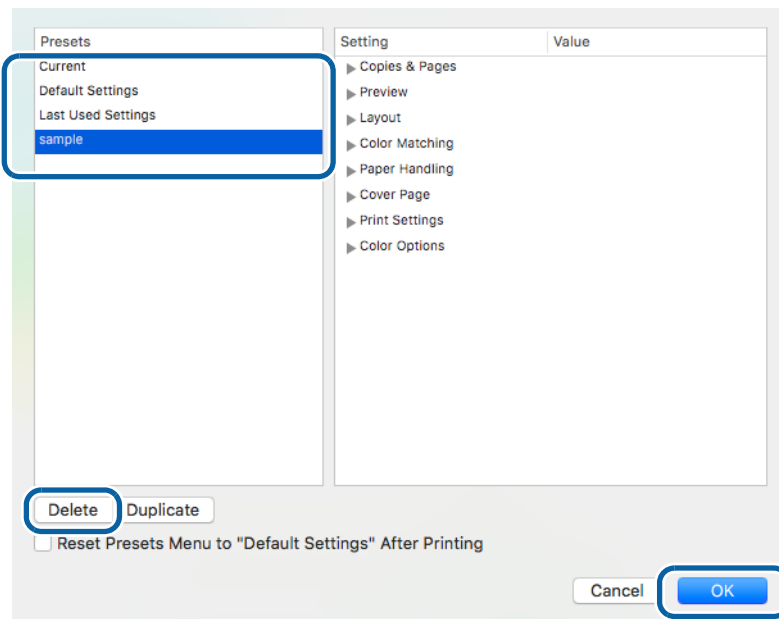 Presets
Current
Default Settings
Last Used Settings
sample
Setting Value
Copies & Pages
Preview
Layout
Color Matching
Paper Handling
Cover Page
Print Settings
Color Options
Delete Duplicate
Reset Presets Menu to "Default Settings" After Printing
Cancel OK